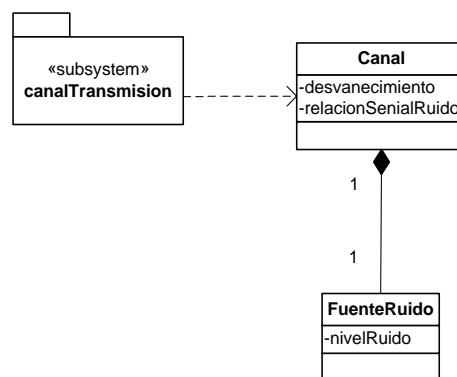 «subsystem»
canalTransmision
Canal
-desvanecimiento
-relacionSenialRuido
1
1
FuenteRuido
-nivelRuido